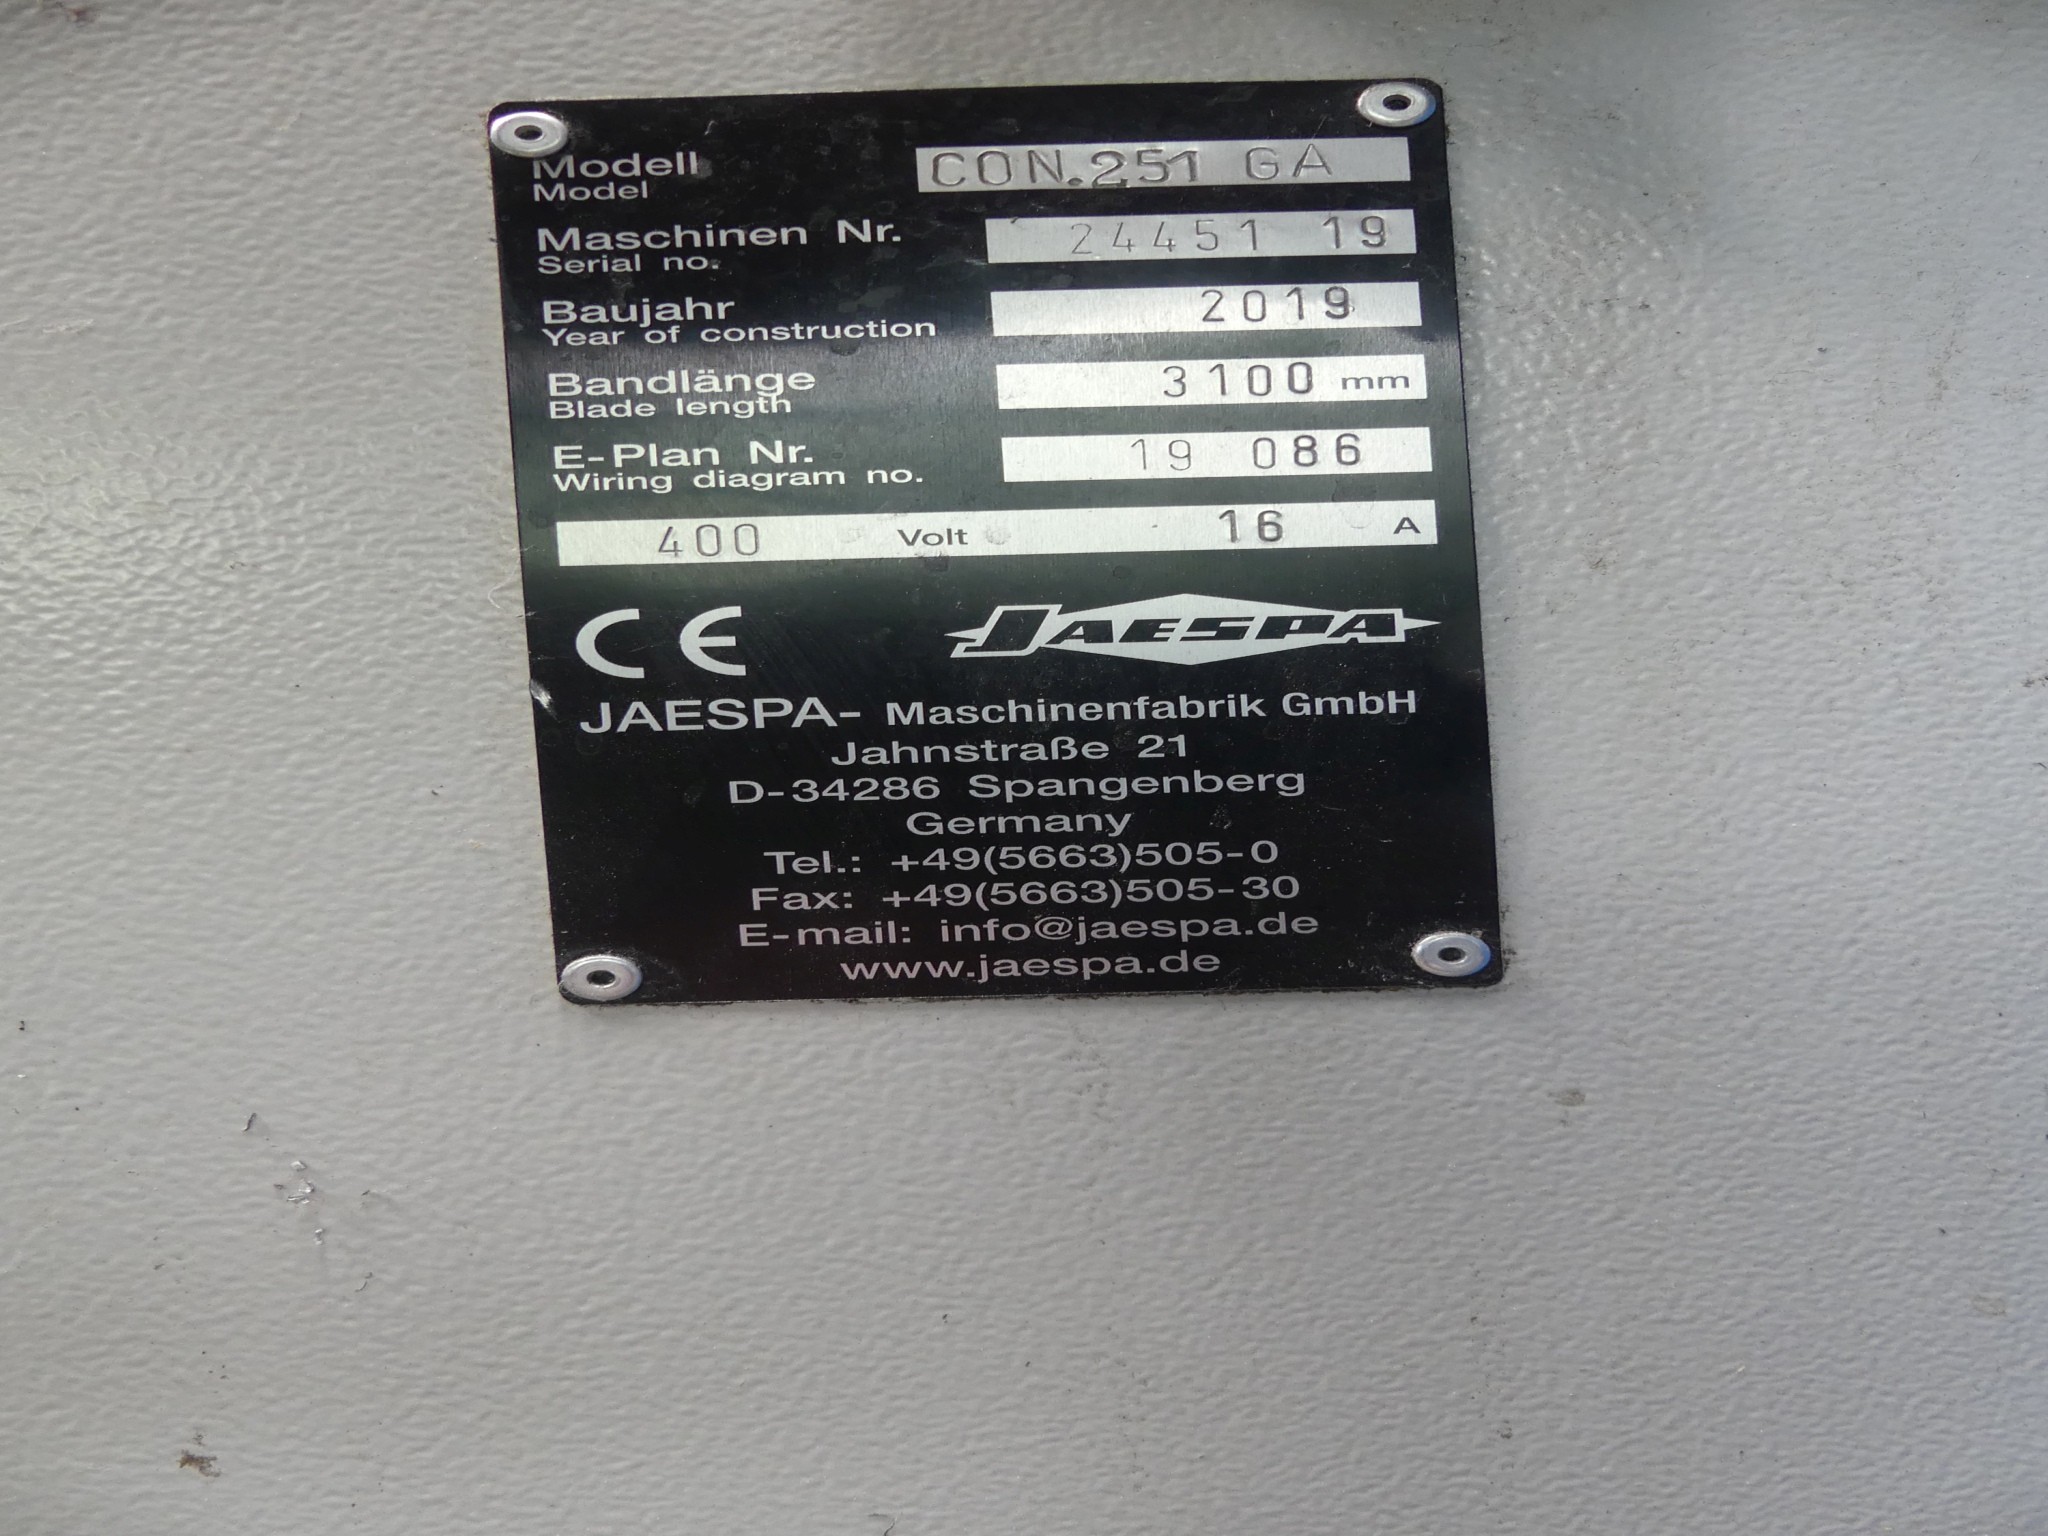 Modell CON.251 GA
Model
Maschinen Nr. 24451 19
Serial no.
Baujahr 2019
Year of construction
Bandlänge 3100 mm
Blade length
E-Plan Nr. 19 086
Wiring diagram no.
400 Volt 16 A
CE JAESPA
JAESPA- Maschinenfabrik GmbH
Jahnstraße 21
D-34286 Spangenberg
Germany
Tel.: +49(5663)505-0
Fax: +49(5663)505-30
E-mail: info@jaespa.de
www.jaespa.de